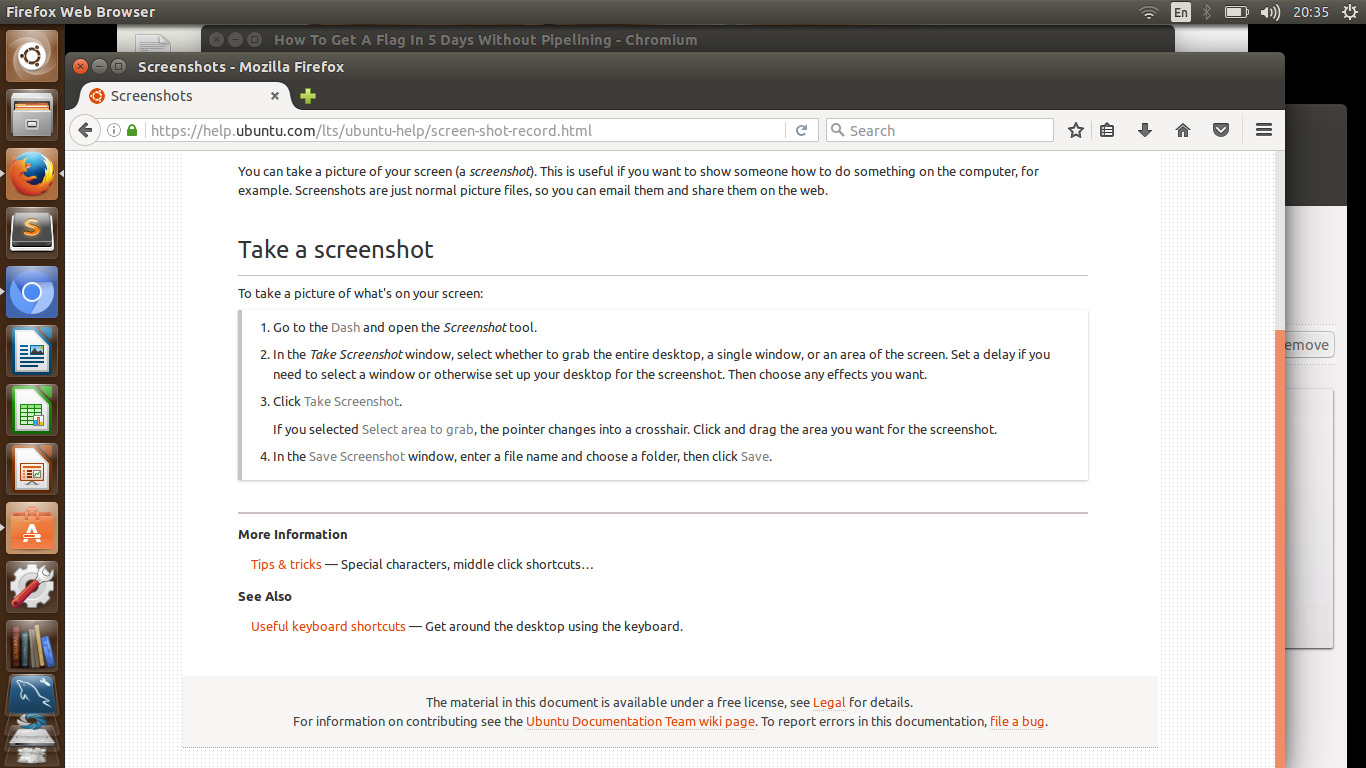 Firefox Web Browser
En
20:35
How To Get A Flag In 5 Days Without Pipelining - Chromium
Screenshots - Mozilla Firefox
Screenshots
https://help.ubuntu.com/lts/ubuntu-help/screen-shot-record.html
Search
You can take a picture of your screen (a screenshot). This is useful if you want to show someone how to do something on the computer, for
example. Screenshots are just normal picture files, so you can email them and share them on the web.
Take a screenshot
To take a picture of what's on your screen:
1. Go to the Dash and open the Screenshot tool.
emove
2. In the Take Screenshot window, select whether to grab the entire desktop, a single window, or an area of the screen. Set a delay if you
need to select a window or otherwise set up your desktop for the screenshot. Then choose any effects you want.
3. Click Take Screenshot.
If you selected Select area to grab, the pointer changes into a crosshair. Click and drag the area you want for the screenshot.
4. In the Save Screenshot window, enter a file name and choose a folder, then click Save.
More Information
Tips & tricks — Special characters, middle click shortcuts…
See Also
Useful keyboard shortcuts — Get around the desktop using the keyboard.
The material in this document is available under a free license, see Legal for details.
For information on contributing see the Ubuntu Documentation Team wiki page. To report errors in this documentation, file a bug.